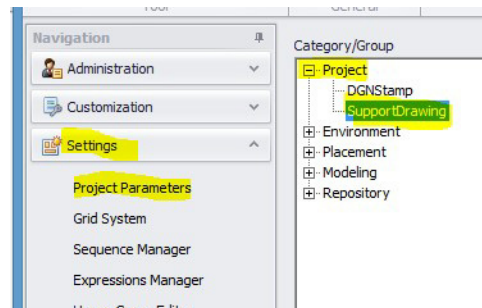 Tool
General
Navigation
Administration
Customization
Settings
Project Parameters
Grid System
Sequence Manager
Expressions Manager
Category/Group
Project
DGNStamp
SupportDrawing
Environment
Placement
Modeling
Repository